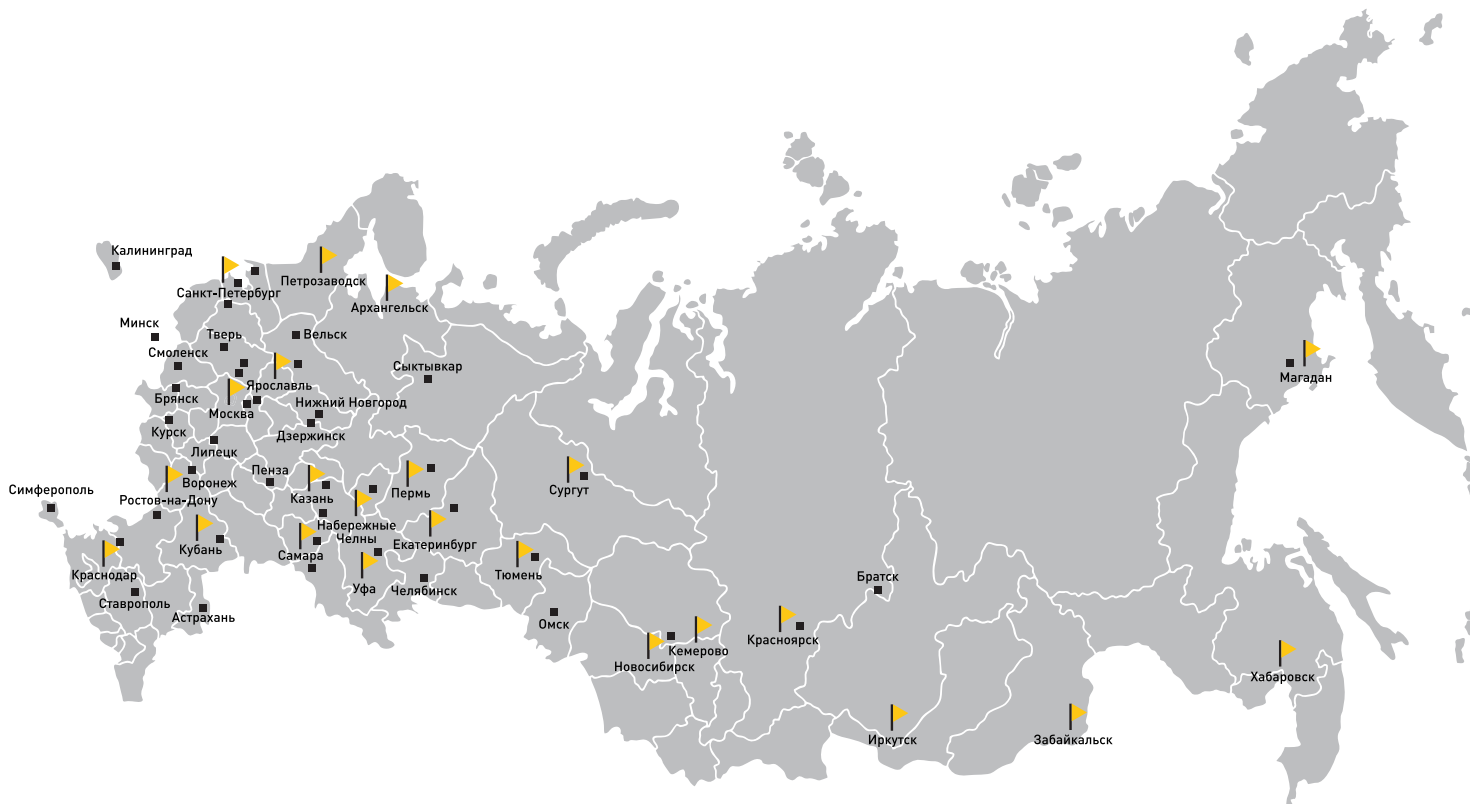 Калининград
Петрозаводск
Санкт-Петербург
Архангельск
Минск
Тверь
Вельск
Смоленск
Сыктывкар
Магадан
Ярославль
Брянск
Нижний Новгород
Москва
Курск
Дзержинск
Липецк
Пенза
Воронеж
Симферополь
Сургут
Пермь
Казань
Ростов-на-Дону
Набережные
Челны
Екатеринбург
Кубань
Самара
Краснодар
Тюмень
Братск
Уфа
Челябинск
Ставрополь
Астрахань
Омск
Красноярск
Кемерово
Новосибирск
Хабаровск
Иркутск
Забайкальск